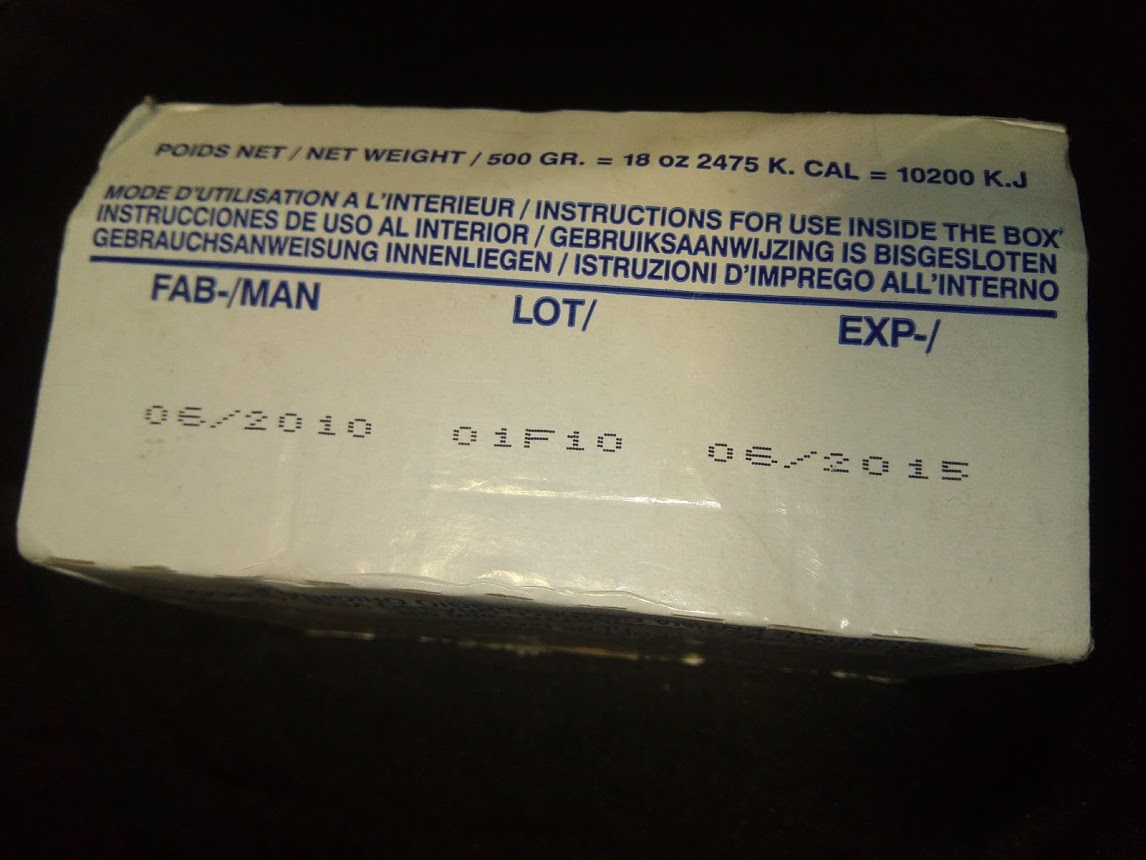 POIDS NET / NET WEIGHT / 500 GR. = 18 oz 2475 K. CAL = 10200 K.J
MODE D'UTILISATION A L'INTERIEUR / INSTRUCTIONS FOR USE INSIDE THE BOX
INSTRUCCIONES DE USO AL INTERIOR / GEBRUIKSAANWIJZING IS BISGESLOTEN
GEBRAUCHSANWEISUNG INNENLIEGEN / ISTRUZIONI D'IMPREGO ALL'INTERNO
FAB-/MAN LOT/ EXP-/
06/2010 01F10 06/2015